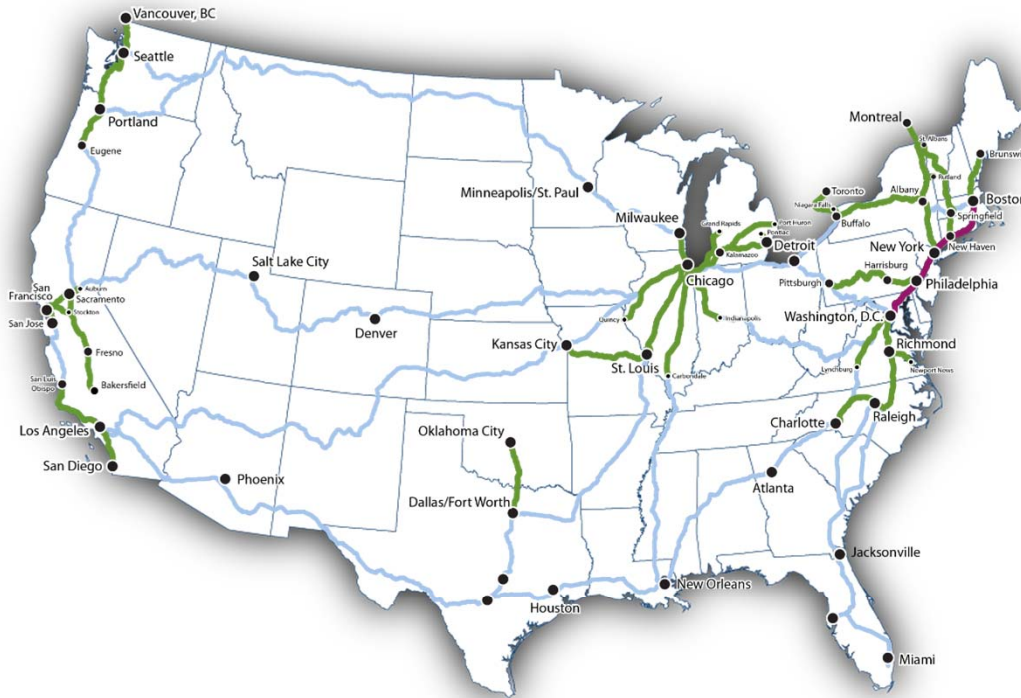 Vancouver, BC
Seattle
Portland
Eugene
Montreal
St. Albans
Brunswi
Rutland
Minneapolis/St. Paul
Toronto
Albany
Boston
Niagara Falls
Milwaukee
Grand Rapids
Port Huron
Buffalo
Springfield
Pontiac
Detroit
New York
New Haven
Kalamazoo
Salt Lake City
Harrisburg
Chicago
Pittsburgh
Philadelphia
San
Francisco
Auburn
Sacramento
Stockton
San Jose
Denver
Quincy
Indianapolis
Washington, D.C.
Kansas City
Richmond
Fresno
St. Louis
Lynchburg
Newport News
San Luis
Obispo
Bakersfield
Carbondale
Los Angeles
Oklahoma City
Charlotte
Raleigh
San Diego
Phoenix
Atlanta
Dallas/Fort Worth
Jacksonville
New Orleans
Houston
Miami